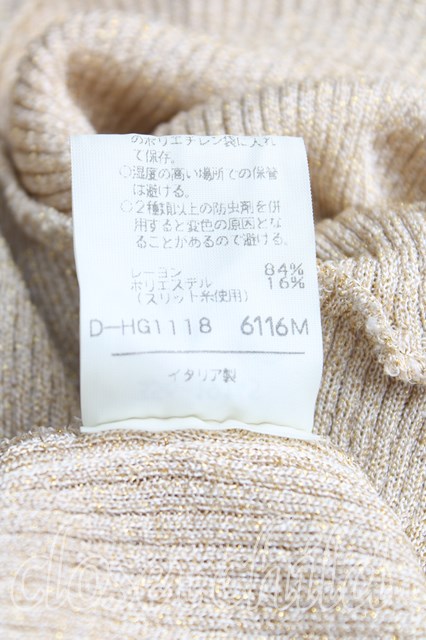 のポリエチレン袋に入れ
て保存。
○湿度の高い場所での保管
は避ける。
○2種類以上の防虫剤を併
用すると変色の原因とな
ることがあるので避ける。
レーヨン 84%
ポリエステル 16%
(スリット糸使用)
D-HG1118 6116M
イタリア製